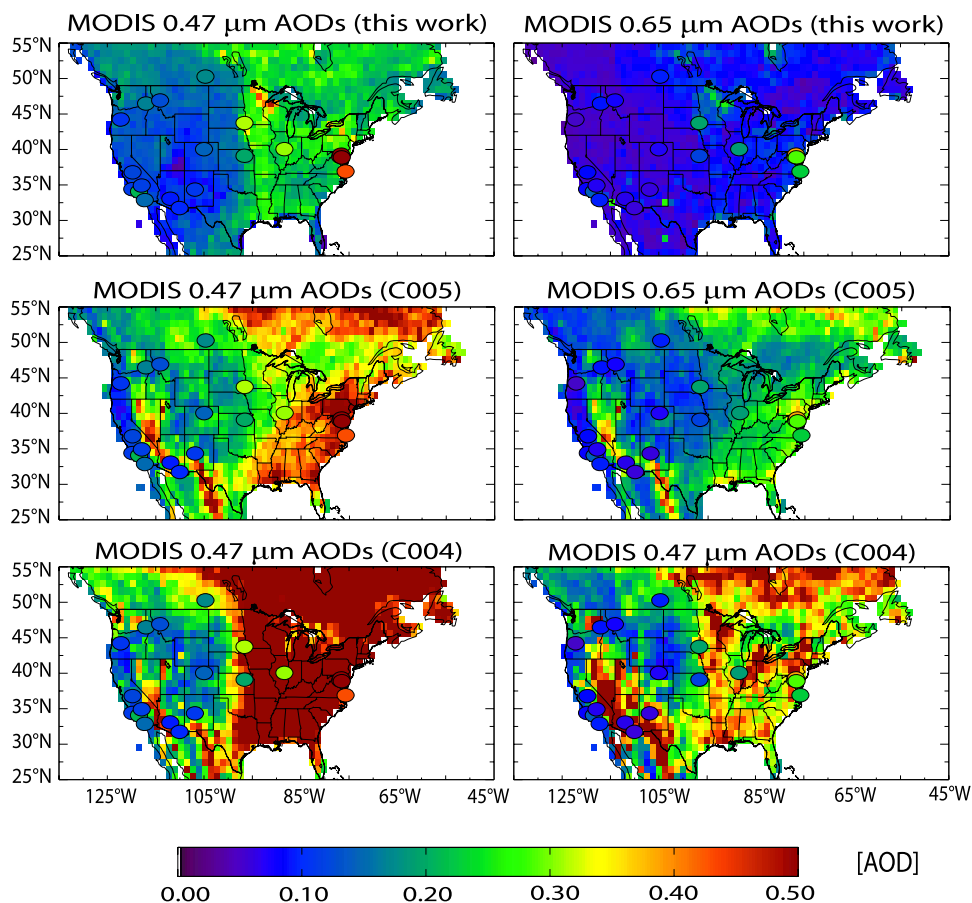 MODIS 0.47 μm AODs (this work) MODIS 0.65 μm AODs (this work)
55°N
50°N
45°N
40°N
35°N
30°N
25°N
MODIS 0.47 μm AODs (C005) MODIS 0.65 μm AODs (C005)
55°N
50°N
45°N
40°N
35°N
30°N
25°N
MODIS 0.47 μm AODs (C004) MODIS 0.47 μm AODs (C004)
55°N
50°N
45°N
40°N
35°N
30°N
25°N
125°W 105°W 85°W 45°W 125°W 105°W 85°W 65°W 45°W
[AOD]
0.00 0.10 0.20 0.30 0.40 0.50